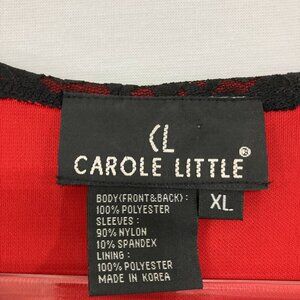 CL
CAROLE LITTLE ®
XL
BODY(FRONT&BACK) :
100% POLYESTER
SLEEVES :
90% NYLON
10% SPANDEX
LINING :
100% POLYESTER
MADE IN KOREA